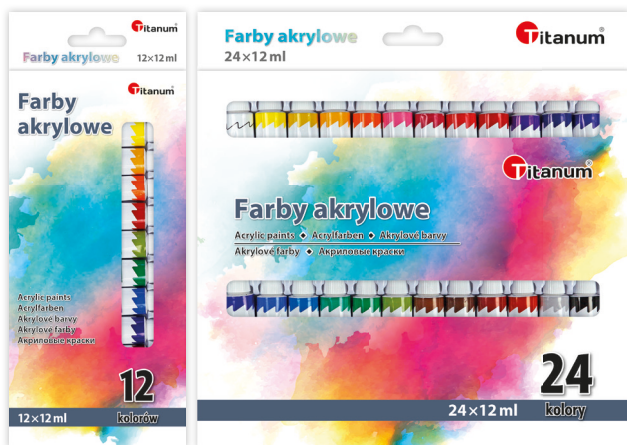 Titanum®
Farby akrylowe 12×12 ml
Titanum®
Farby
akrylowe
Acrylic paints
Acrylfarben
Akrylové barvy
Akrylové farby
Акриловые краски
12
12×12 ml kolorów
Farby akrylowe
24×12 ml
Titanum®
Titanum®
Farby akrylowe
Acrylic paints ◆ Acrylfarben ◆ Akrylové barvy
Akrylové farby ◆ Акриловые краски
24
24×12 ml kolory